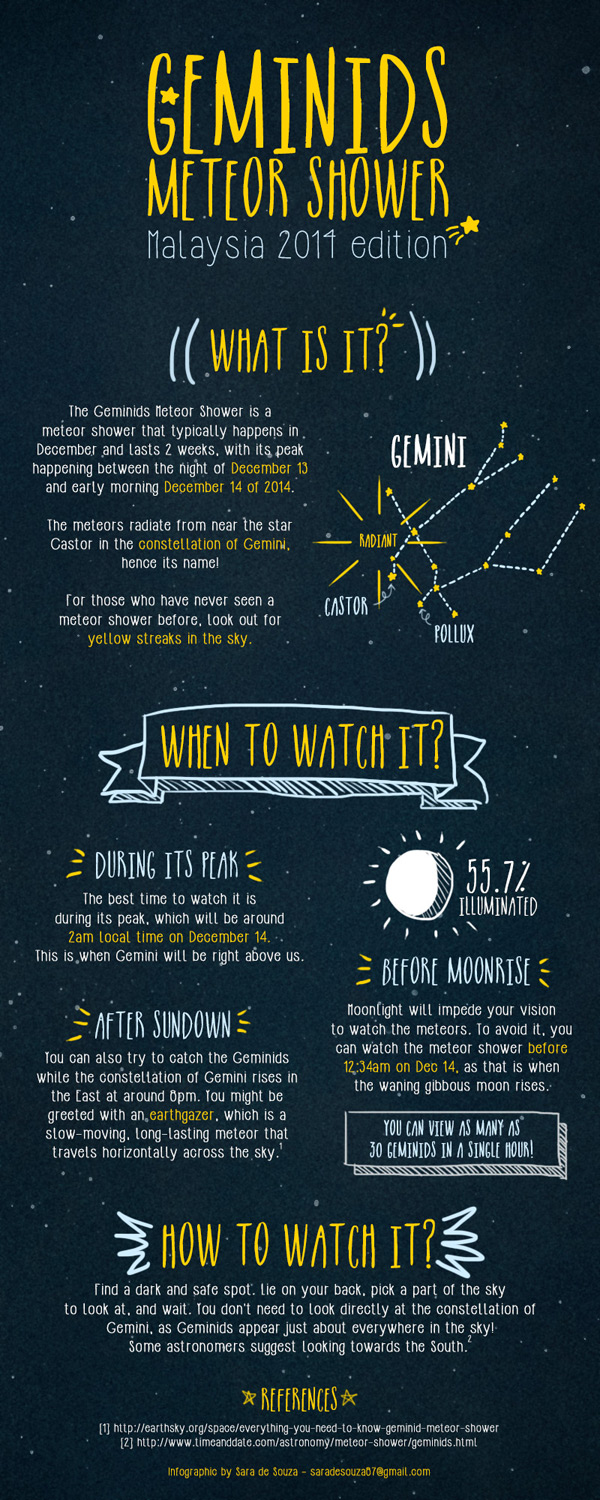 GEMINIDS
METEOR SHOWER
Malaysia 2014 edition
WHAT IS IT?
The Geminids Meteor Shower is a
meteor shower that typically happens in
December and lasts 2 weeks, with its peak
happening between the night of December 13
and early morning December 14 of 2014.
The meteors radiate from near the star
Castor in the constellation of Gemini,
hence its name!
For those who have never seen a
meteor shower before, look out for
yellow streaks in the sky.
GEMINI
RADIANT
CASTOR
POLLUX
WHEN TO WATCH IT?
DURING ITS PEAK
The best time to watch it is
during its peak, which will be around
2am local time on December 14.
This is when Gemini will be right above us.
AFTER SUNDOWN
You can also try to catch the Geminids
while the constellation of Gemini rises in
the East at around 8pm. You might be
greeted with an earthgazer, which is a
slow-moving, long-lasting meteor that
travels horizontally across the sky.1
55.7%
ILLUMINATED
BEFORE MOONRISE
Moonlight will impede your vision
to watch the meteors. To avoid it, you
can watch the meteor shower before
12:34am on Dec 14, as that is when
the waning gibbous moon rises.
YOU CAN VIEW AS MANY AS
30 GEMINIDS IN A SINGLE HOUR!
HOW TO WATCH IT?
Find a dark and safe spot. Lie on your back, pick a part of the sky
to look at, and wait. You don't need to look directly at the constellation of
Gemini, as Geminids appear just about everywhere in the sky!
Some astronomers suggest looking towards the South.2
REFERENCES
[1] http://earthsky.org/space/everything-you-need-to-know-geminid-meteor-shower
[2] http://www.timeanddate.com/astronomy/meteor-shower/geminids.html
Infographic by Sara de Souza - saradesouza87@gmail.com